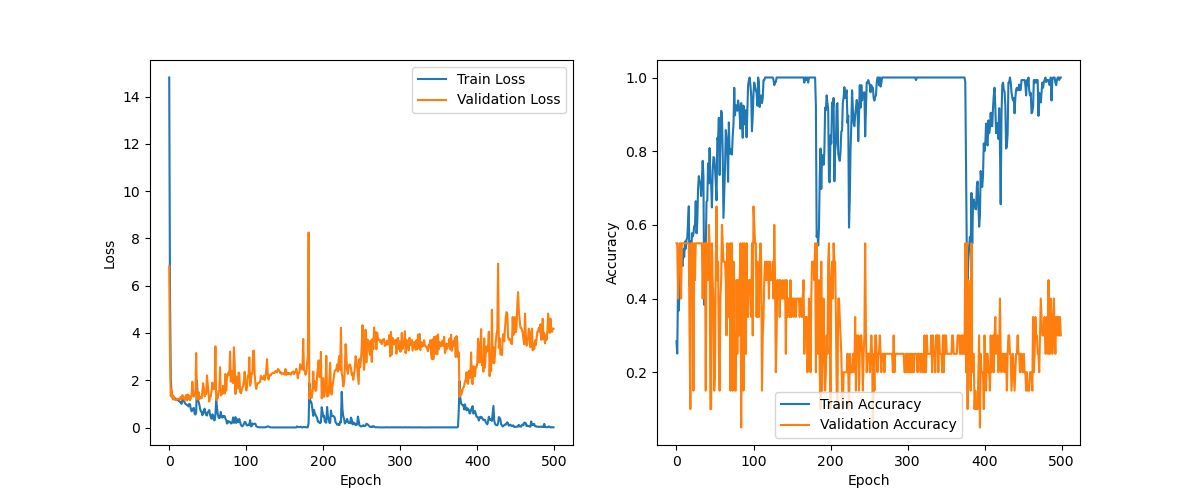 Train Loss
Validation Loss
14
12
10
8
6
4
2
0
Loss
0 100 200 300 400 500
Epoch
1.0
0.8
0.6
0.4
0.2
Accuracy
Train Accuracy
Validation Accuracy
0 100 200 300 400 500
Epoch